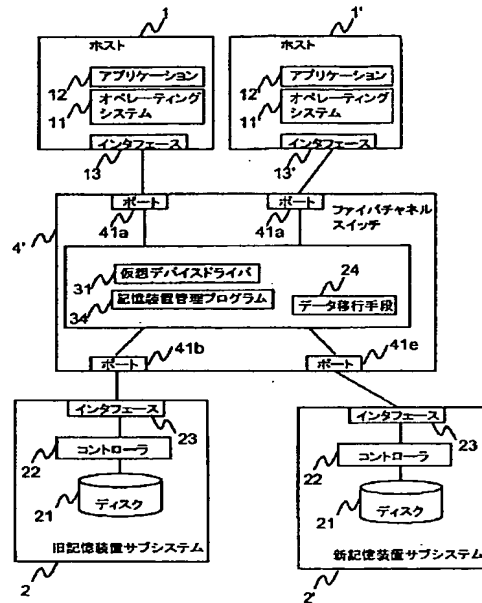 1
1'
ホスト
ホスト
アプリケーション
アプリケーション
12
12'
オペレーティング
システム
オペレーティング
システム
11
11'
インタフェース
インタフェース
13
13'
ポート
ポート
ファイバチャネル
スイッチ
4'
41a
41a
仮想デバイスドライバ
24
31
記憶装置管理プログラム
データ移行手段
34
41b
41e
ポート
ポート
インタフェース
インタフェース
23
23
コントローラ
コントローラ
22
22
ディスク
ディスク
21
21
旧記憶装置サブシステム
新記憶装置サブシステム
2
2'